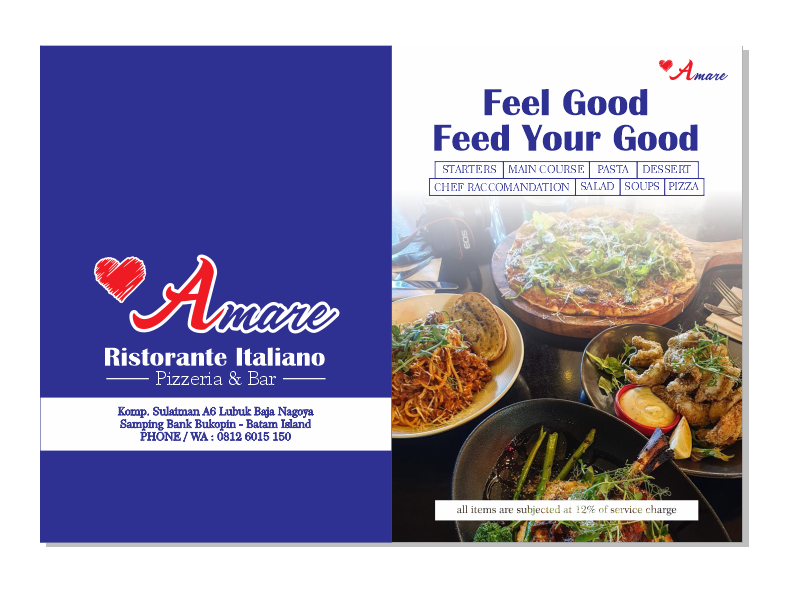 Amare
Ristorante Italiano
Pizzeria & Bar
Komp. Sulaiman A6 Lubuk Baja Nagoya
Samping Bank Bukopin - Batam Island
PHONE / WA : 0812 6015 150
Amare
Feel Good
Feed Your Good
STARTERS MAIN COURSE PASTA DESSERT
CHEF RACCOMANDATION SALAD SOUPS PIZZA
all items are subjected at 12% of service charge